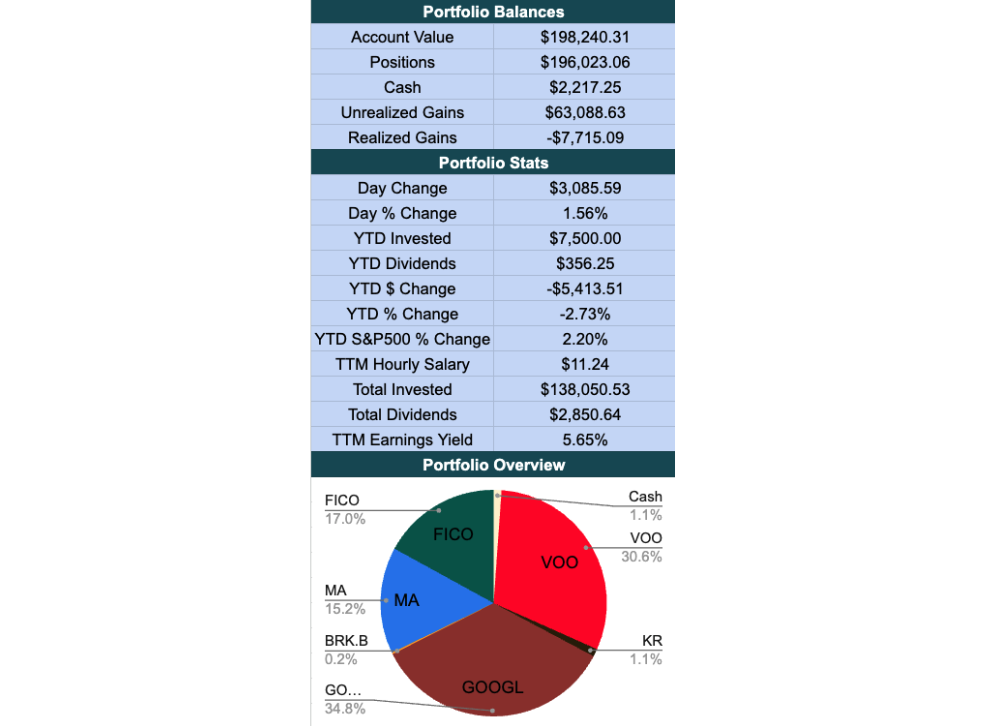 Portfolio Balances
Account Value $198,240.31
Positions $196,023.06
Cash $2,217.25
Unrealized Gains $63,088.63
Realized Gains -$7,715.09
Portfolio Stats
Day Change $3,085.59
Day % Change 1.56%
YTD Invested $7,500.00
YTD Dividends $356.25
YTD $ Change -$5,413.51
YTD % Change -2.73%
YTD S&P500 % Change 2.20%
TTM Hourly Salary $11.24
Total Invested $138,050.53
Total Dividends $2,850.64
TTM Earnings Yield 5.65%
Portfolio Overview
Cash
1.1%
VOO
30.6%
KR
1.1%
FICO
17.0%
MA
15.2%
BRK.B
0.2%
GO...
34.8%
FICO
VOO
MA
GOOGL